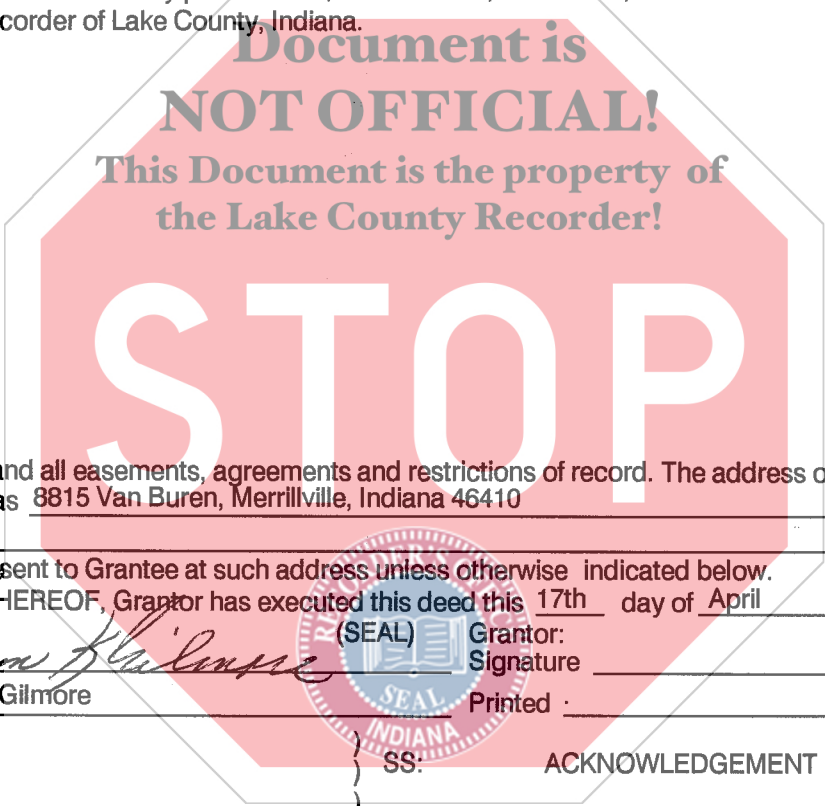 corder of Lake County, Indiana.
Document is
NOT OFFICIAL!
This Document is the property of
the Lake County Recorder!
STOP
and all easements, agreements and restrictions of record. The address o
as 8815 Van Buren, Merrillville, Indiana 46410
sent to Grantee at such address unless otherwise indicated below.
HEREOF, Grantor has executed this deed this 17th day of April
(SEAL) Grantor:
Signature
Gilmore
Printed
RECORDER'S OFFICE
SEAL
INDIANA
SS: ACKNOWLEDGEMENT